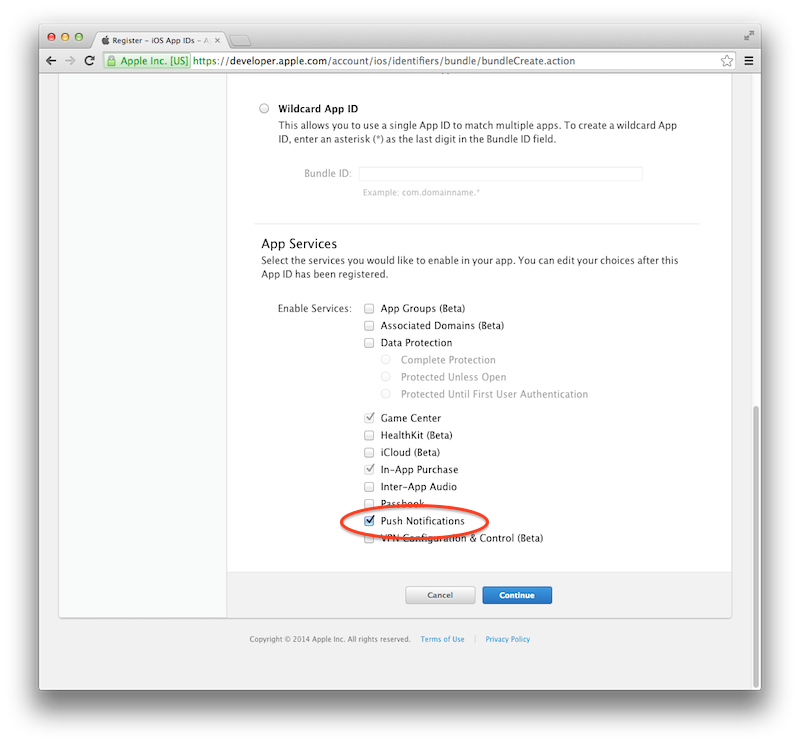 Register - iOS App IDs - A
Apple Inc. [US] https://developer.apple.com/account/ios/identifiers/bundle/bundleCreate.action
Wildcard App ID
This allows you to use a single App ID to match multiple apps. To create a wildcard App
ID, enter an asterisk (*) as the last digit in the Bundle ID field.
Bundle ID:
Example: com.domainname.*
App Services
Select the services you would like to enable in your app. You can edit your choices after this
App ID has been registered.
Enable Services: App Groups (Beta)
Associated Domains (Beta)
Data Protection
Complete Protection
Protected Unless Open
Protected Until First User Authentication
Game Center
HealthKit (Beta)
iCloud (Beta)
In-App Purchase
Inter-App Audio
Passbook
Push Notifications
VPN Configuration & Control (Beta)
Cancel Continue
Copyright © 2014 Apple Inc. All rights reserved. Terms of Use Privacy Policy